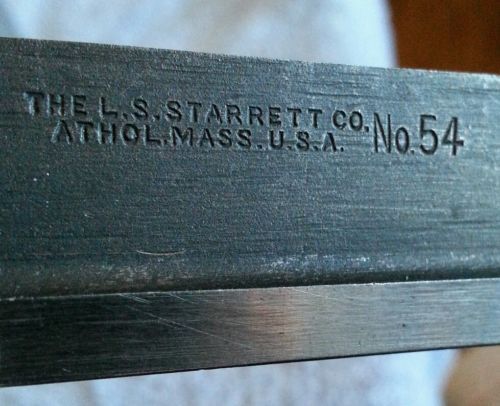 THE L.S.STARRETT CO.
ATHOL.MASS.U.S.A.
No.54